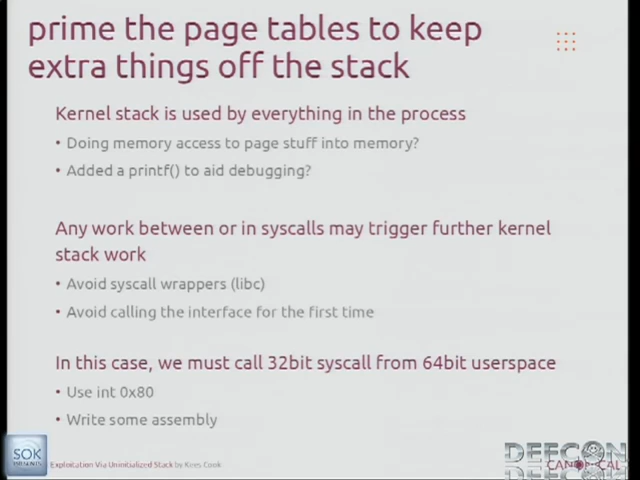 prime the page tables to keep
extra things off the stack
Kernel stack is used by everything in the process
• Doing memory access to page stuff into memory?
• Added a printf() to aid debugging?
Any work between or in syscalls may trigger further kernel
stack work
• Avoid syscall wrappers (libc)
• Avoid calling the interface for the first time
In this case, we must call 32bit syscall from 64bit userspace
• Use int 0x80
• Write some assembly
SOK
PRESENTS
Exploitation Via Uninitialized Stack by Kees Cook
DEFCON
CANONICAL